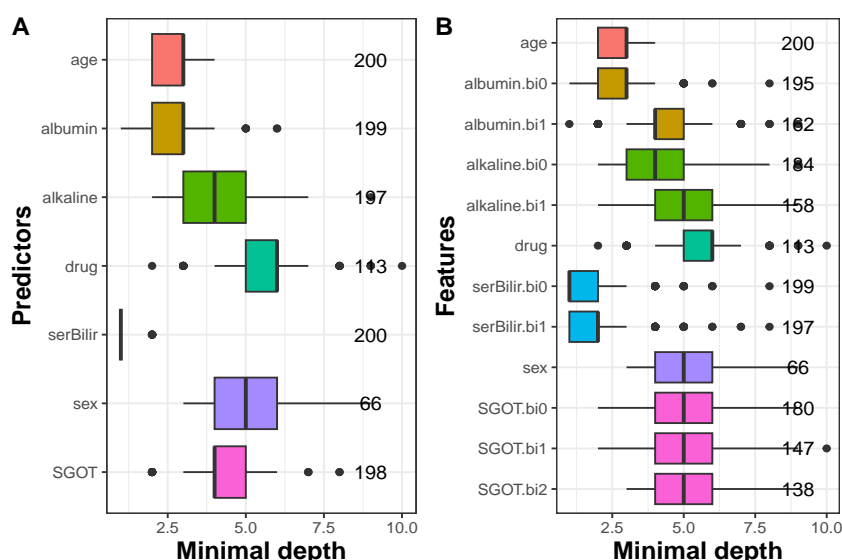 A
Predictors
age 200
albumin 199
alkaline 197
drug 113
serBilir 200
sex 66
SGOT 198
2.5 5.0 7.5 10.0
Minimal depth
B
Features
age 200
albumin.bi0 195
albumin.bi1 162
alkaline.bi0 184
alkaline.bi1 158
drug 113
serBilir.bi0 199
serBilir.bi1 197
sex 66
SGOT.bi0 180
SGOT.bi1 147
SGOT.bi2 138
2.5 5.0 7.5 10.0
Minimal depth